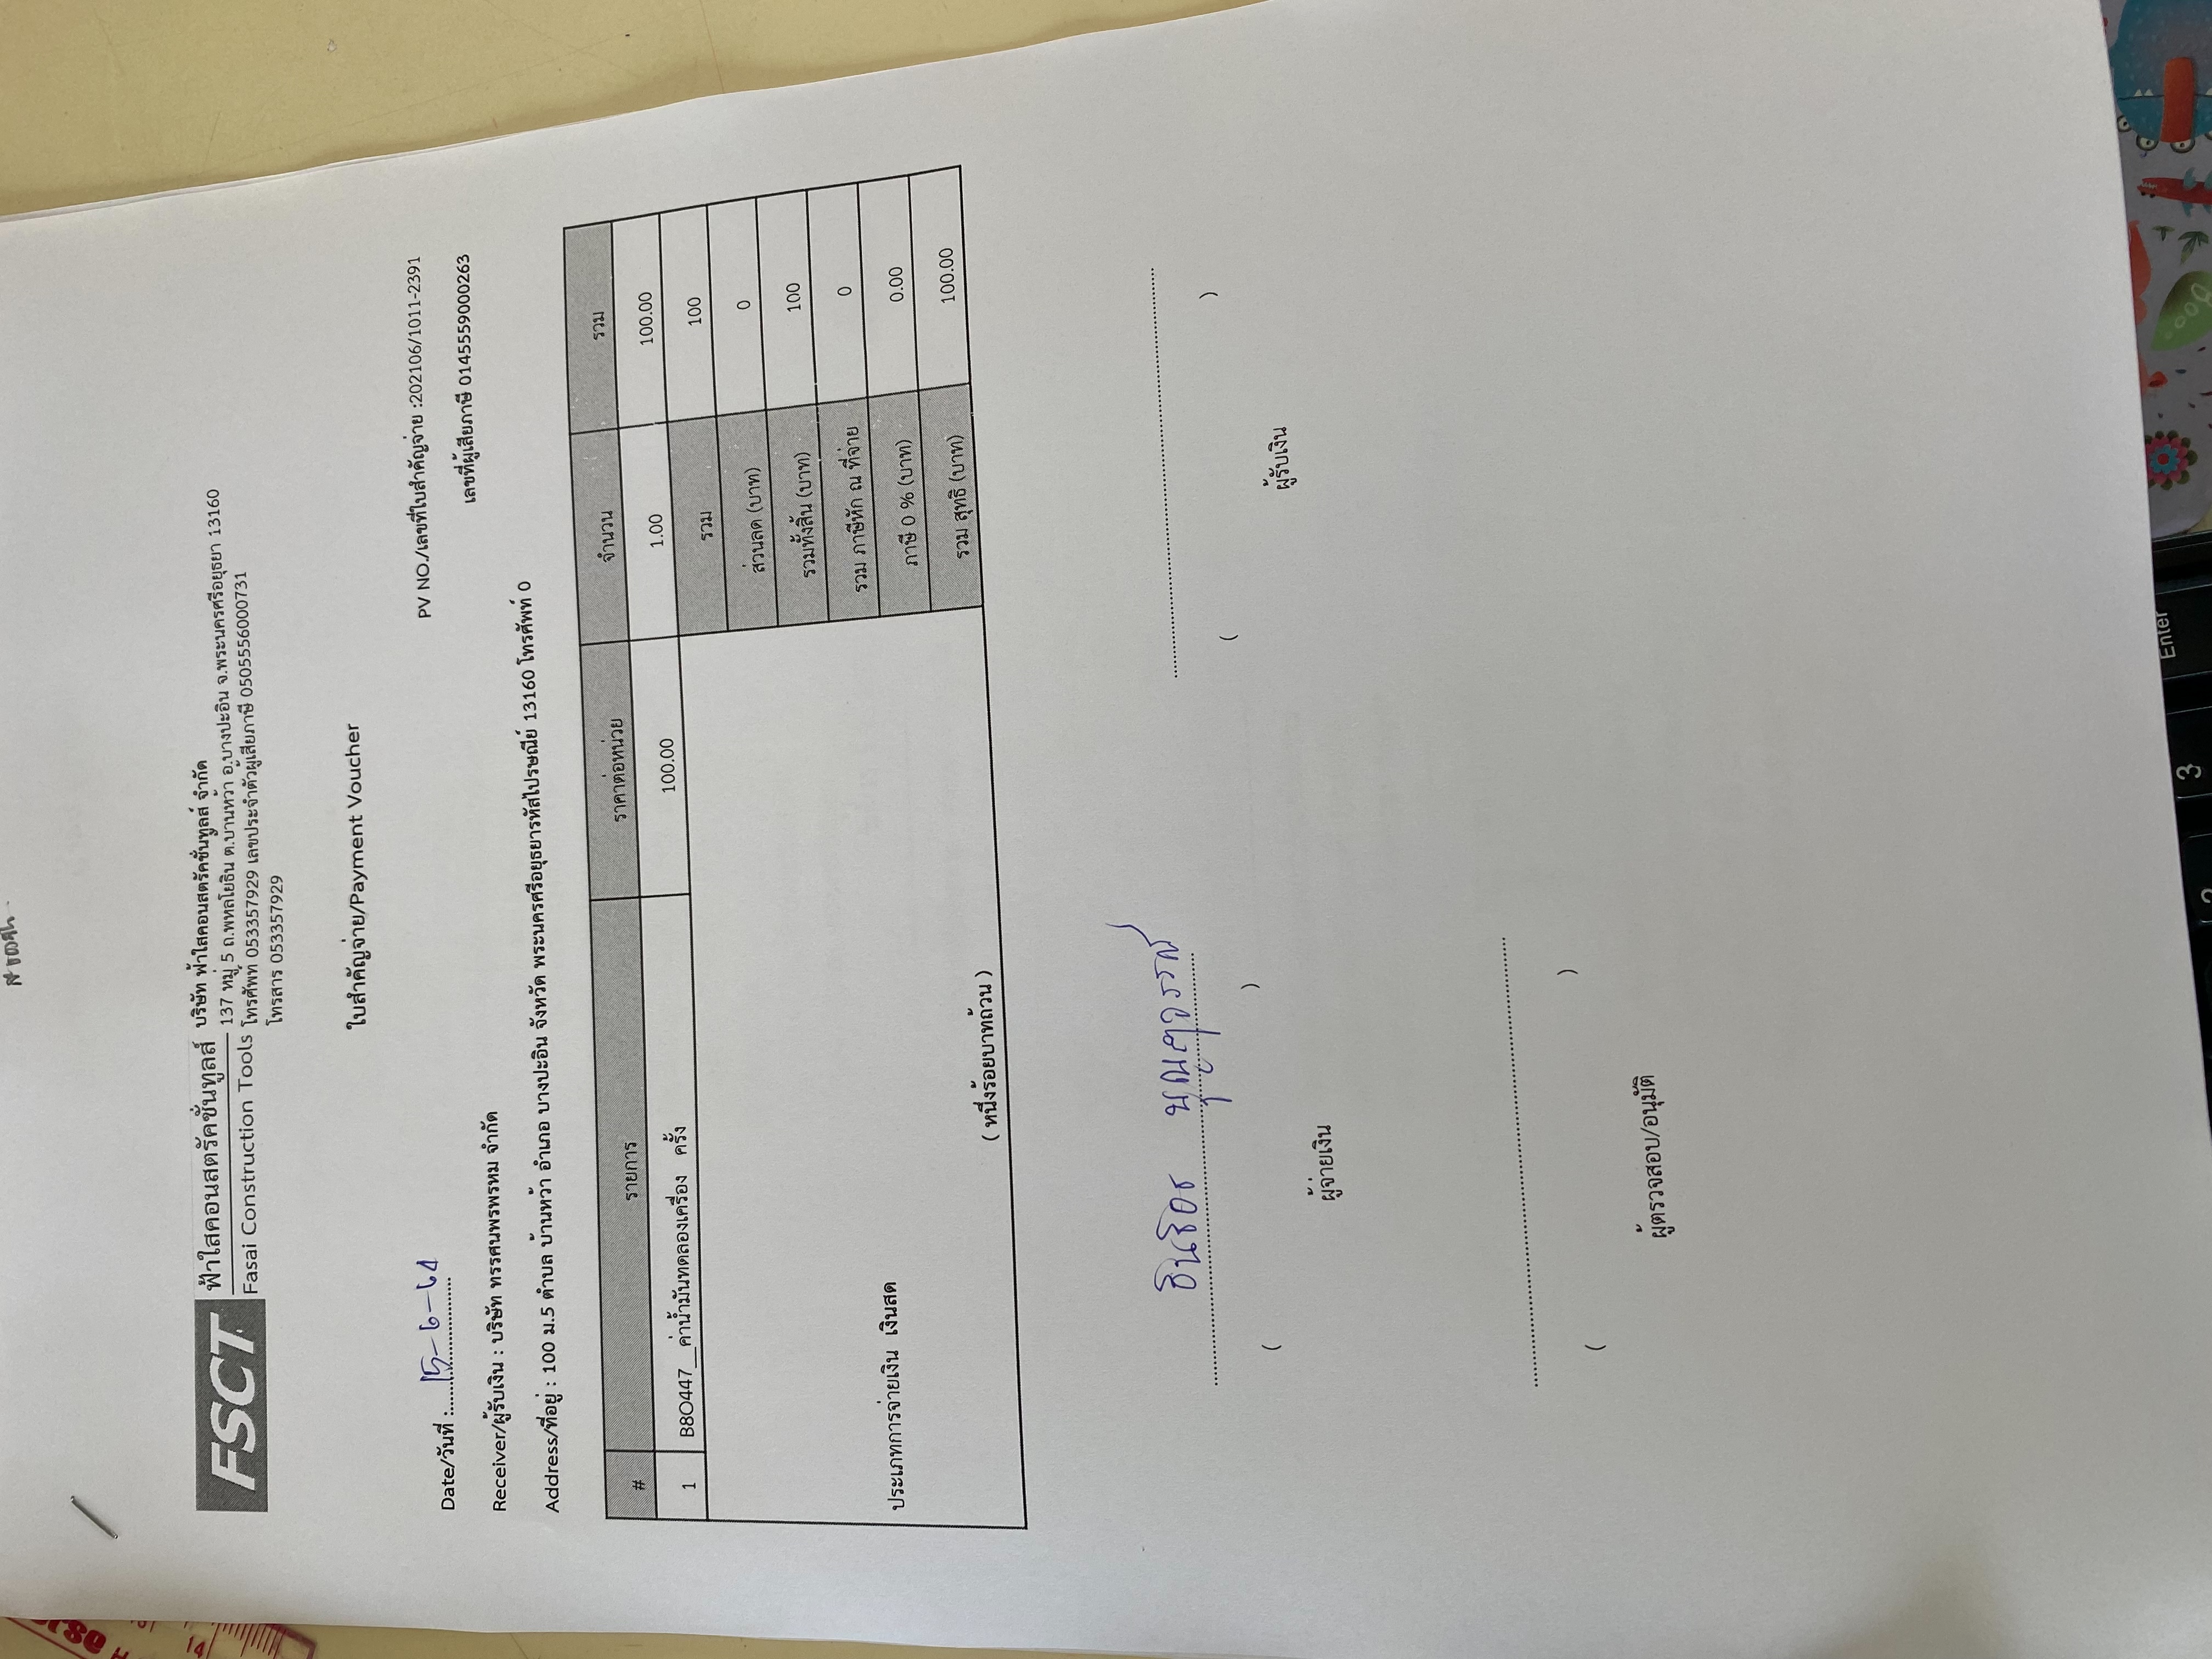 FSCT
ฟ้าใสคอนสตรัคชั่นทูลส์
Fasai Construction Tools
บริษัท ฟ้าใสคอนสตรัคชั่นทูลส์ จำกัด
137 หมู่ 5 ถ.พหลโยธิน ต.บ้านหว้า อ.บางปะอิน จ.พระนครศรีอยุธยา 13160
โทรศัพท์ 053357929 เลขประจำตัวผู้เสียภาษี 0505556000731
โทรสาร 053357929
ใบสำคัญจ่าย/Payment Voucher
PV NO./เลขที่ใบสำคัญจ่าย :202106/1011-2391
Date/วันที่ : 15-6-64
เลขที่ผู้เสียภาษี 0145559000263
Receiver/ผู้รับเงิน : บริษัท ทรรศนพรพรหม จำกัด
Address/ที่อยู่ : 100 ม.5 ตำบล บ้านหว้า อำเภอ บางปะอิน จังหวัด พระนครศรีอยุธยารหัสไปรษณีย์ 13160 โทรศัพท์ 0
# รายการ ราคาต่อหน่วย จำนวน รวม
1 B80447__ค่าน้ำมันทดลองเครื่อง ครั้ง 100.00 1.00 100.00
รวม 100
ส่วนลด (บาท) 0
รวมทั้งสิ้น (บาท) 100
รวม ภาษีหัก ณ ที่จ่าย 0
ประเภทการจ่ายเงิน เงินสด
ภาษี 0 % (บาท) 0.00
รวม สุทธิ (บาท) 100.00
( หนึ่งร้อยบาทถ้วน )
( )
ผู้จ่ายเงิน
( )
ผู้รับเงิน
( )
ผู้ตรวจสอบ/อนุมัติ
3
Enter